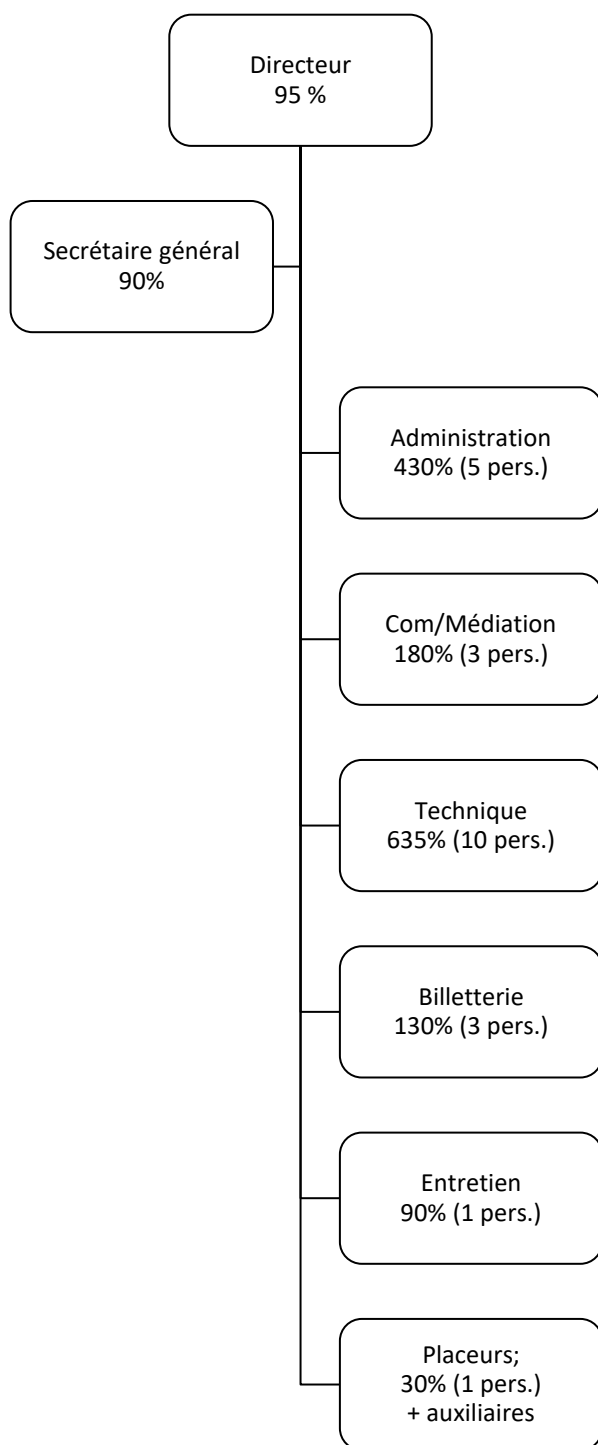 Directeur
95 %
Secrétaire général
90%
Administration
430% (5 pers.)
Com/Médiation
180% (3 pers.)
Technique
635% (10 pers.)
Billetterie
130% (3 pers.)
Entretien
90% (1 pers.)
Placeurs;
30% (1 pers.)
+ auxiliaires